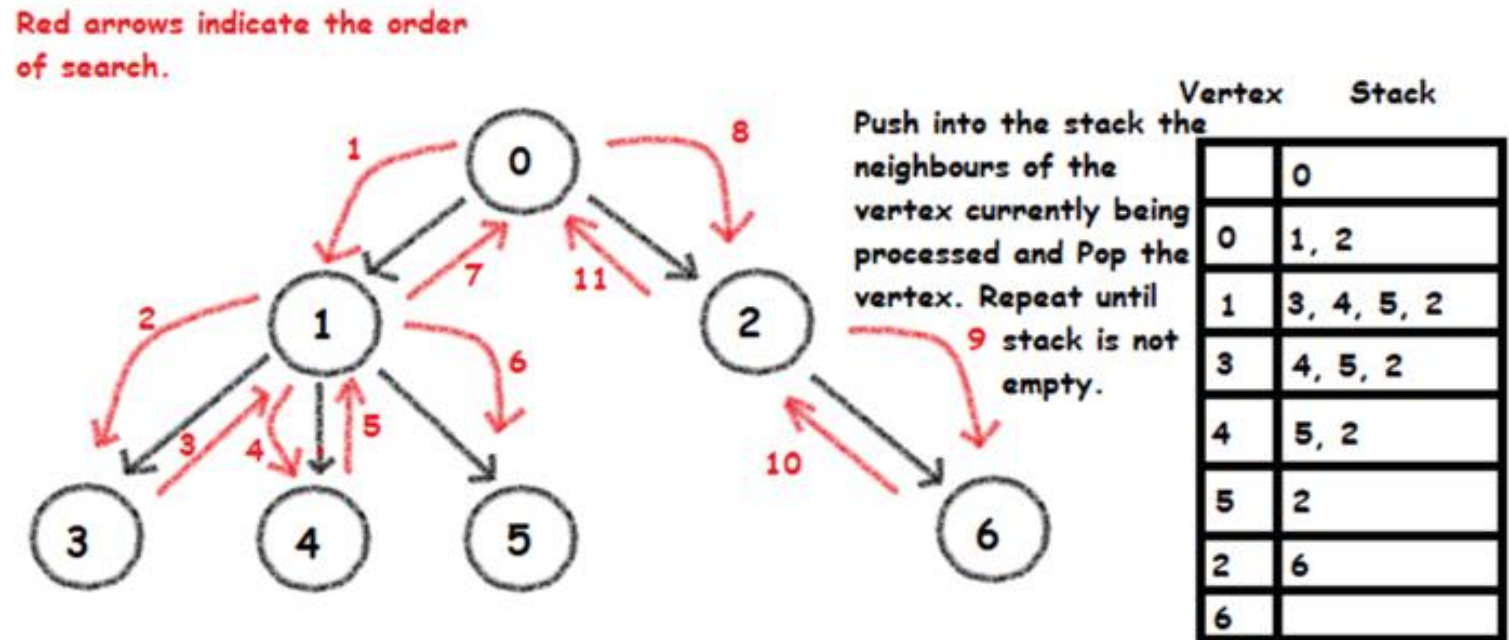 Red arrows indicate the order
of search.
Vertex Stack
Push into the stack the
neighbours of the
vertex currently being
processed and Pop the
vertex. Repeat until
stack is not
empty.
0
0 1, 2
1 3, 4, 5, 2
3 4, 5, 2
4 5, 2
5 2
2 6
6
1
8
0
7
11
2
1
2
6
9
3
4
5
10
3
4
5
6